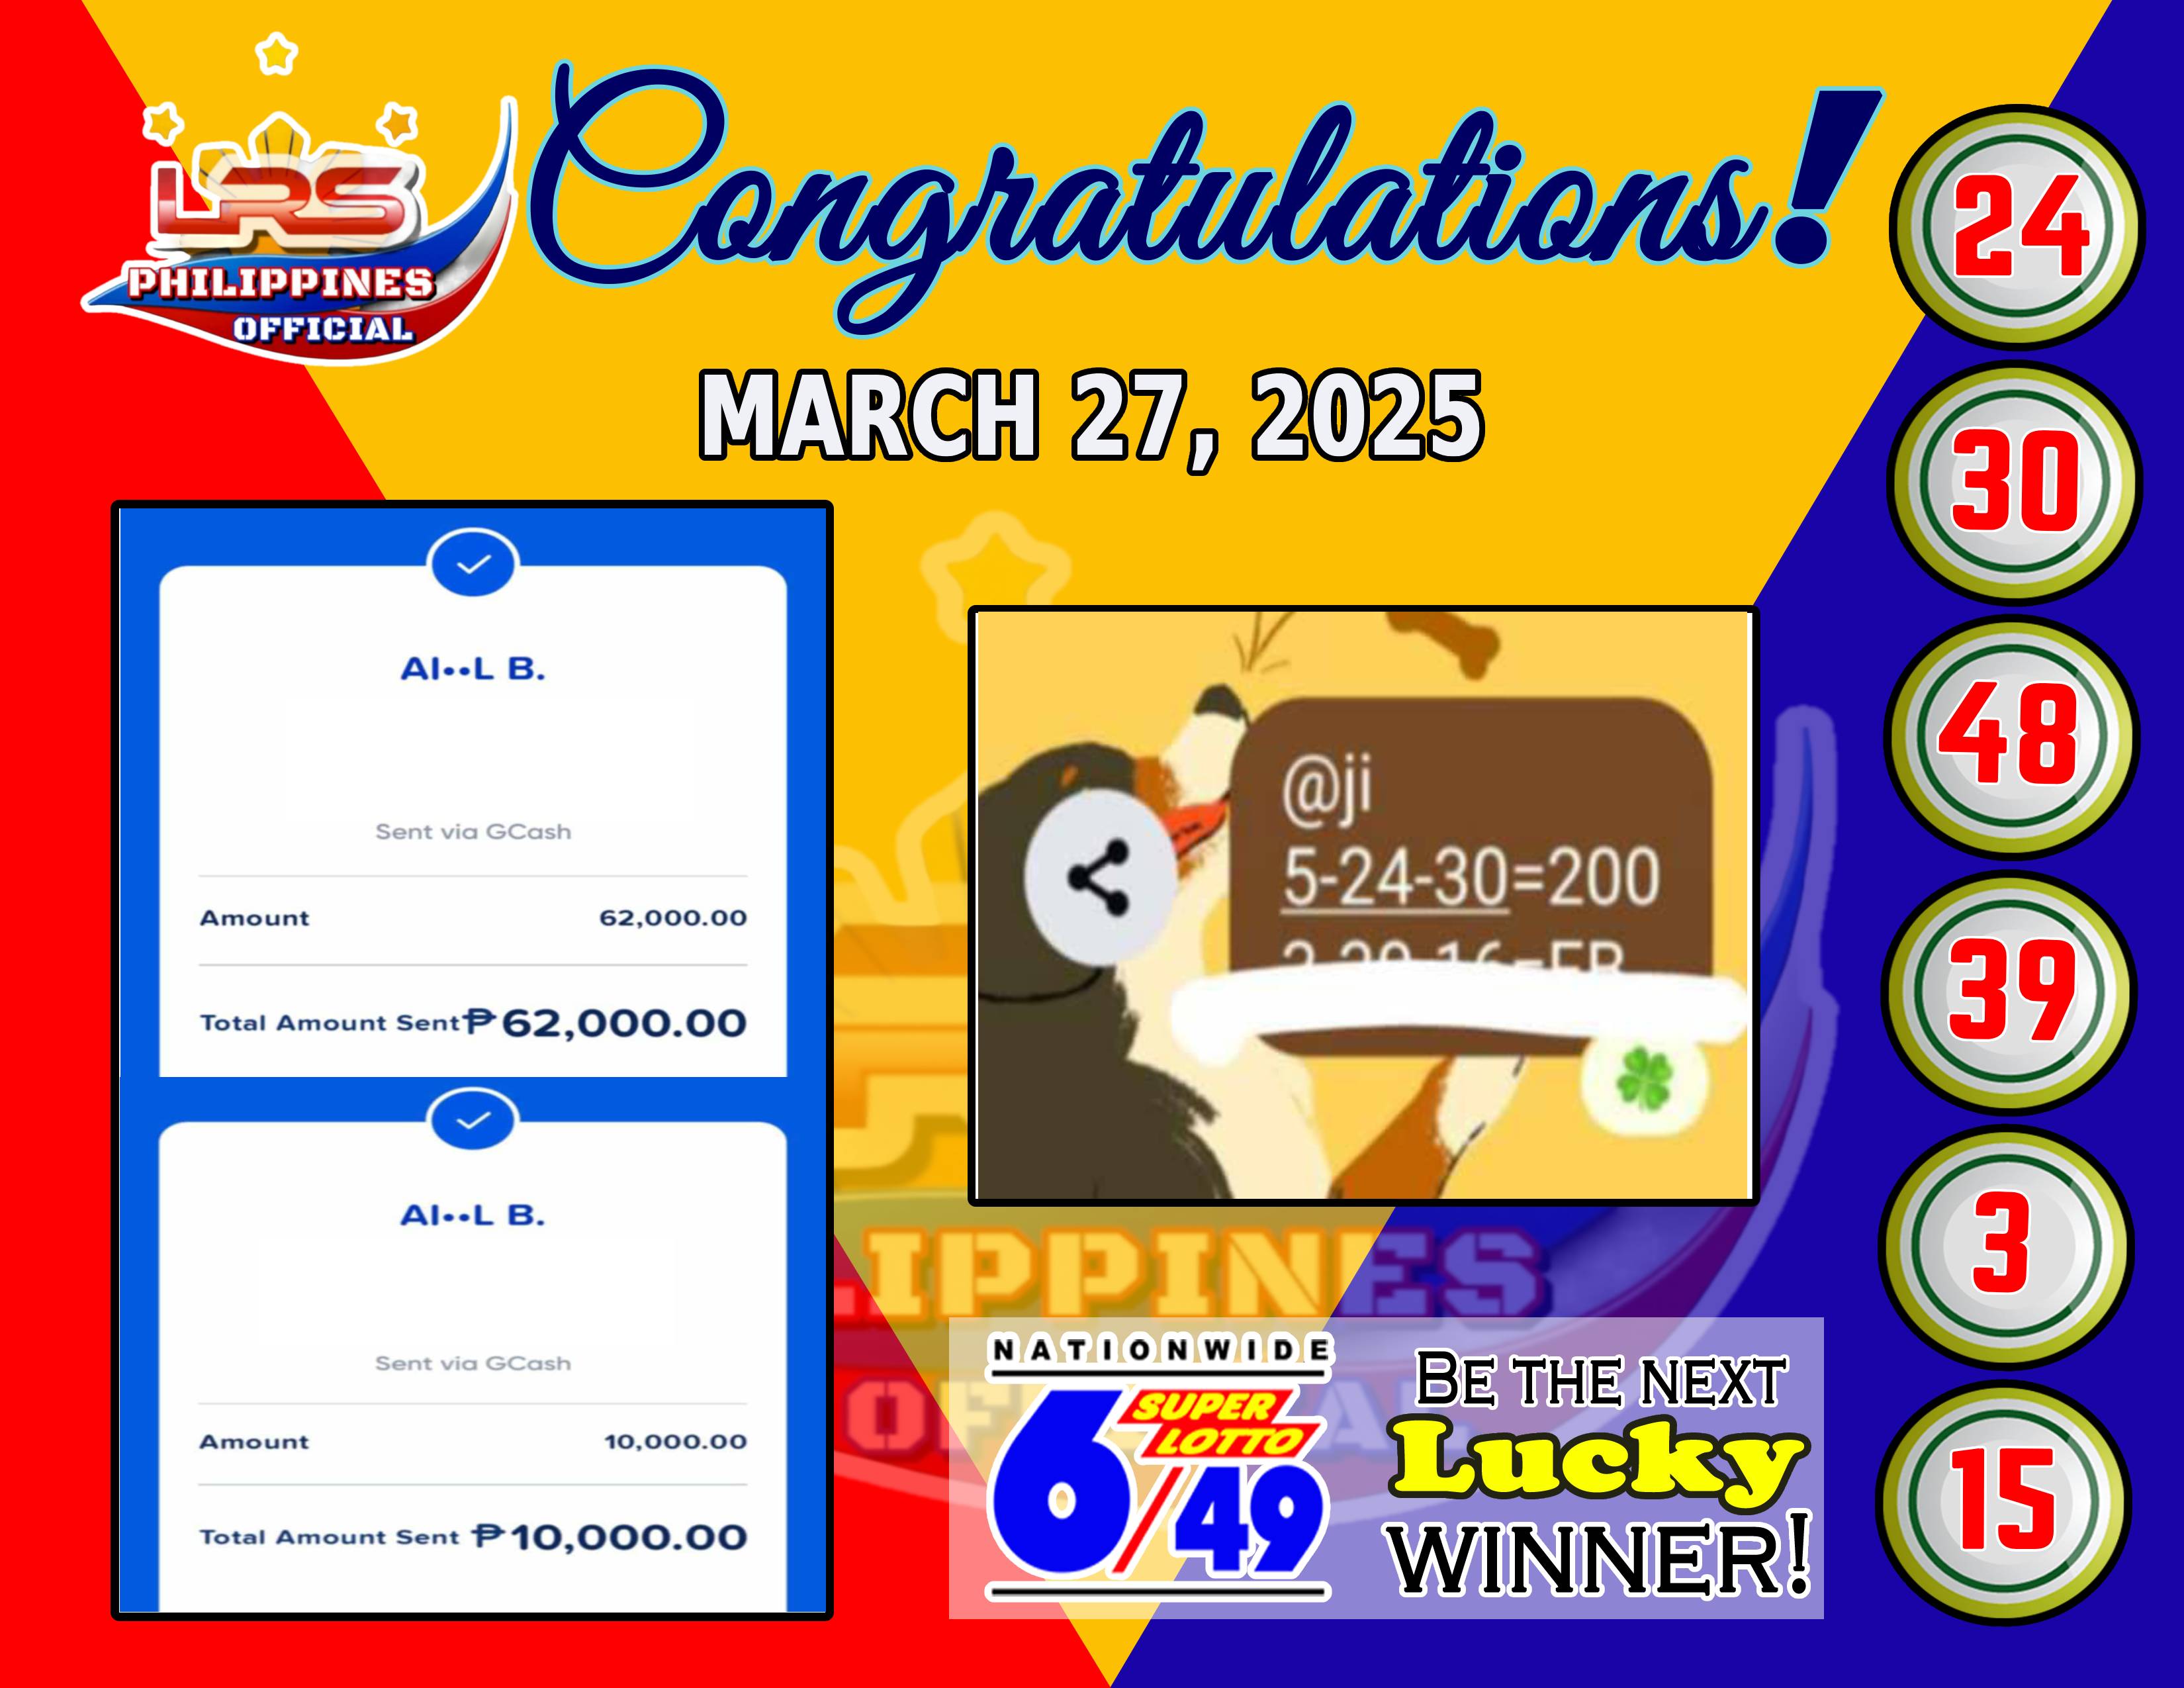 LRS
PHILIPPINES
OFFICIAL
Congratulations!
MARCH 27, 2025
Al••L B.
Sent via GCash
Amount 62,000.00
Total Amount Sent ₱62,000.00
Al••L B.
Sent via GCash
Amount 10,000.00
Total Amount Sent ₱10,000.00
@ji
5-24-30=200
LIPPINES
NATIONWIDE
SUPER
LOTTO
6/49
BE THE NEXT
Lucky
WINNER!
24
30
48
39
3
15